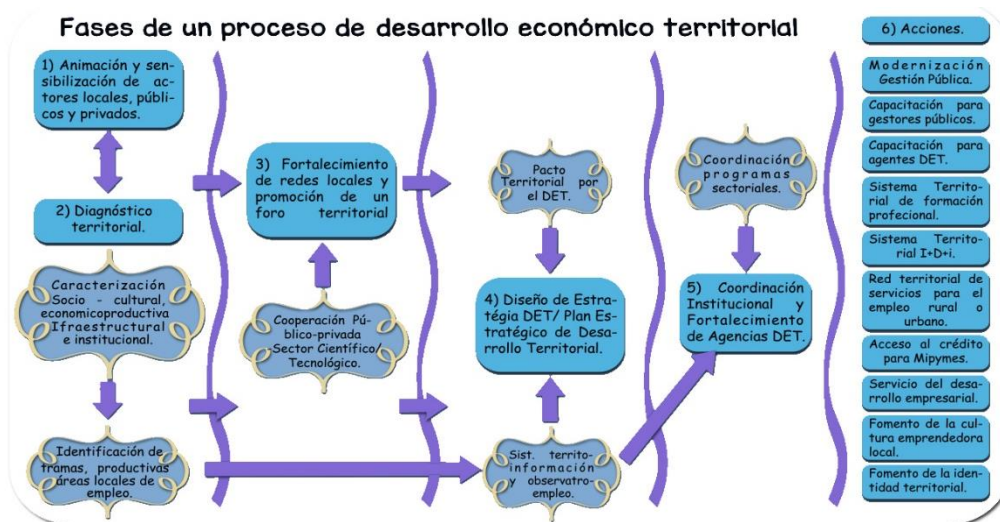 Fases de un proceso de desarrollo económico territorial
1) Animación y sen-
sibilización de ac-
tores locales, públi-
cos y privados.
2) Diagnóstico
territorial.
Caracterización
Socio - cultural,
economicoproductiva
Ifraestructural
e institucional.
Identificación de
tramas, productivas
áreas locales de
empleo.
3) Fortalecimiento
de redes locales y
promoción de un
foro territorial
Cooperación Pú-
blico-privada
Sector Científico/
Tecnológico.
Pacto
Territorial por
el DET.
4) Diseño de Estra-
tégia DET/ Plan Es-
tratégico de Desa-
rrollo Territorial.
Sist. territo-
información
y observatro-
empleo.
Coordinación
programas
sectoriales.
5) Coordinación
Institucional y
Fortalecimiento
de Agencias DET.
6) Acciones.
Modernización
Gestión Pública.
Capacitación para
gestores públicos.
Capacitación para
agentes DET.
Sistema Territo-
rial de formación
profecional.
Sistema Territo-
rial I+D+i.
Red territorial de
servicios para el
empleo rural o
urbano.
Acceso al crédito
para Mipymes.
Servicio del desa-
rrollo empresarial.
Fomento de la cul-
tura emprendedora
local.
Fomento de la iden-
tidad territorial.